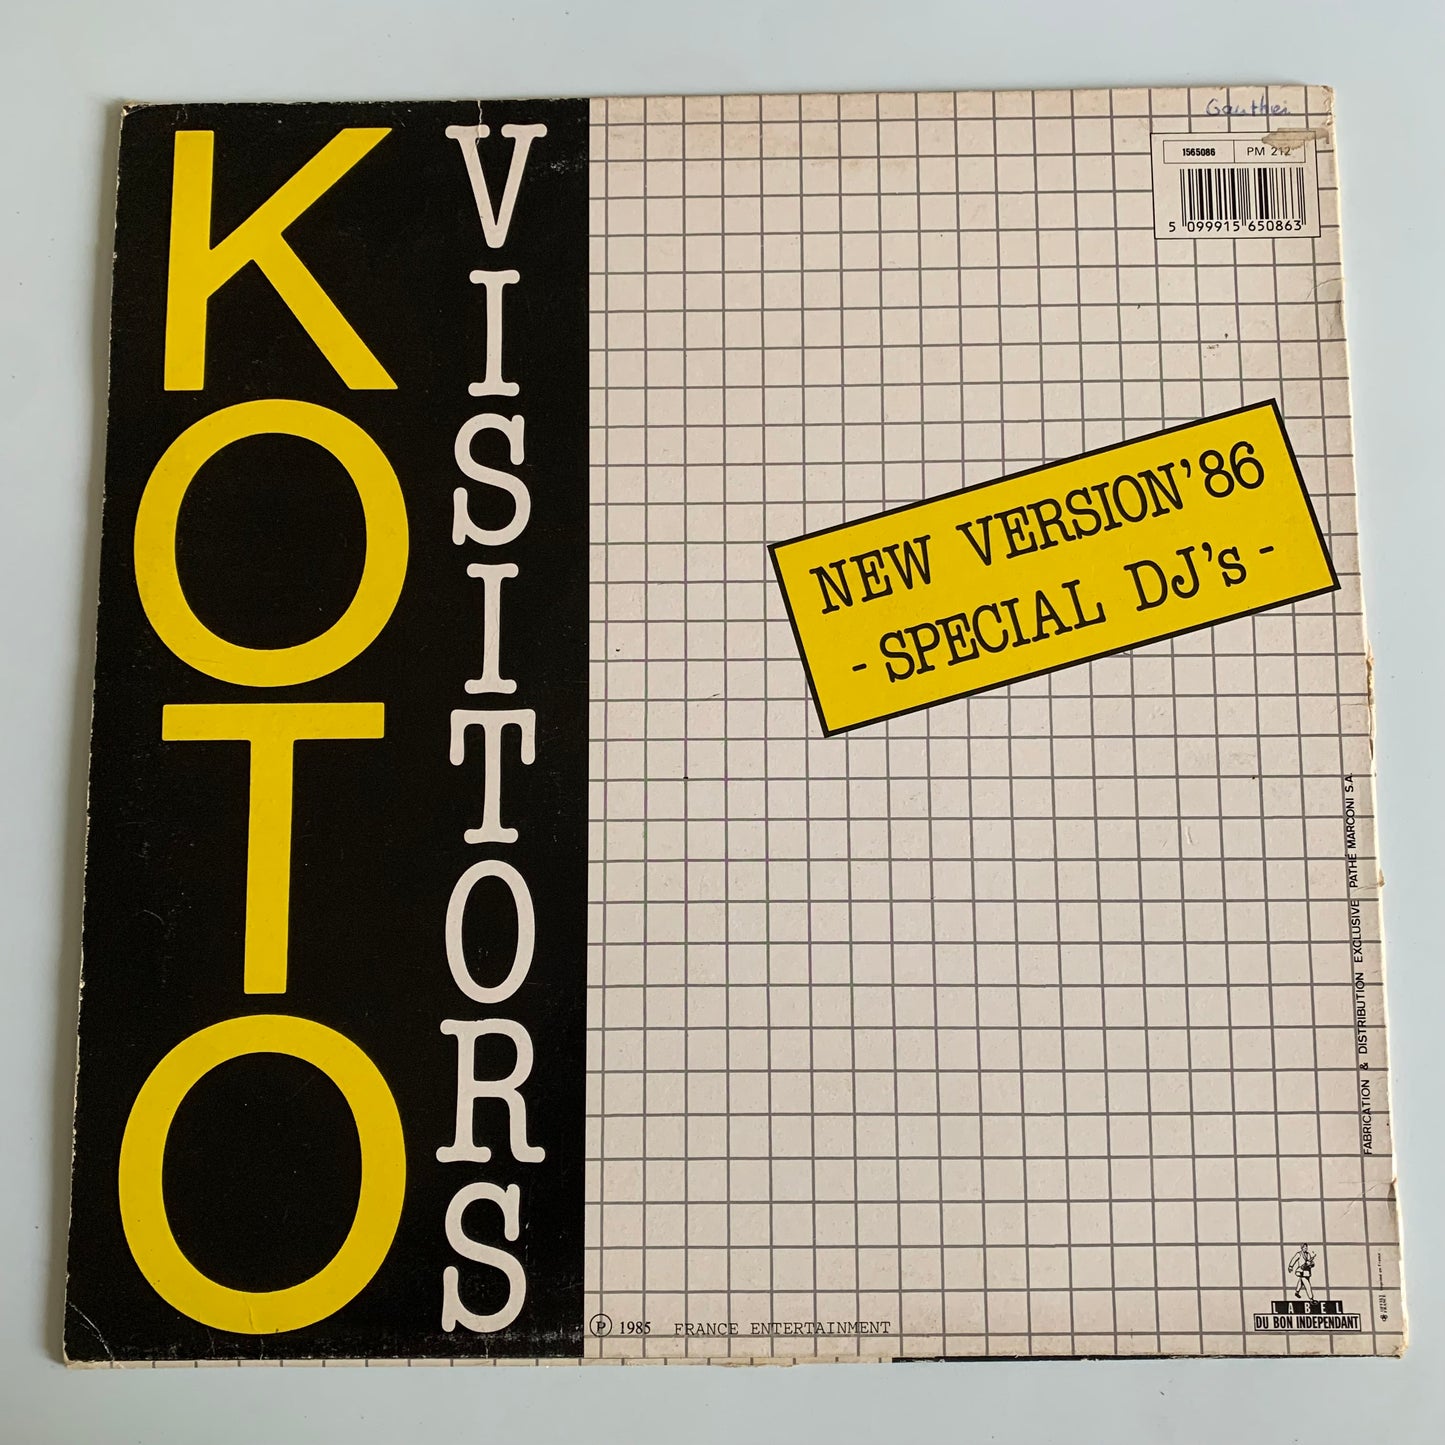 KOTO
VISITORS
Gauthei
1565086 PM 212
5 099915 650863
NEW VERSION'86
- SPECIAL DJ's -
FABRICATION & DISTRIBUTION EXCLUSIVE PATHÉ MARCONI S.A.
Ⓟ 1985 FRANCE ENTERTAINMENT
LABEL
DU BON INDEPENDANT